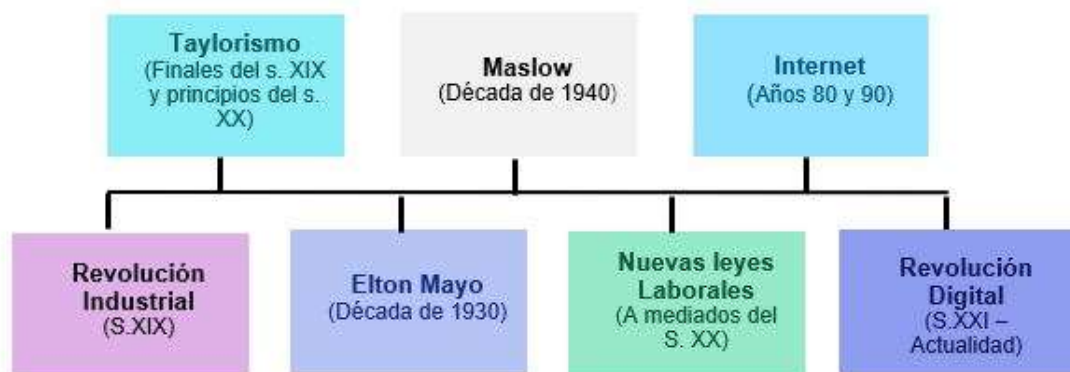 Taylorismo
(Finales del s. XIX
y principios del s.
XX)
Maslow
(Década de 1940)
Internet
(Años 80 y 90)
Revolución
Industrial
(S.XIX)
Elton Mayo
(Década de 1930)
Nuevas leyes
Laborales
(A mediados del
S. XX)
Revolución
Digital
(S.XXI –
Actualidad)